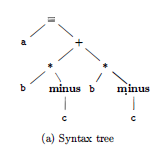 =
a +
* *
b minus b minus
c c
(a) Syntax tree